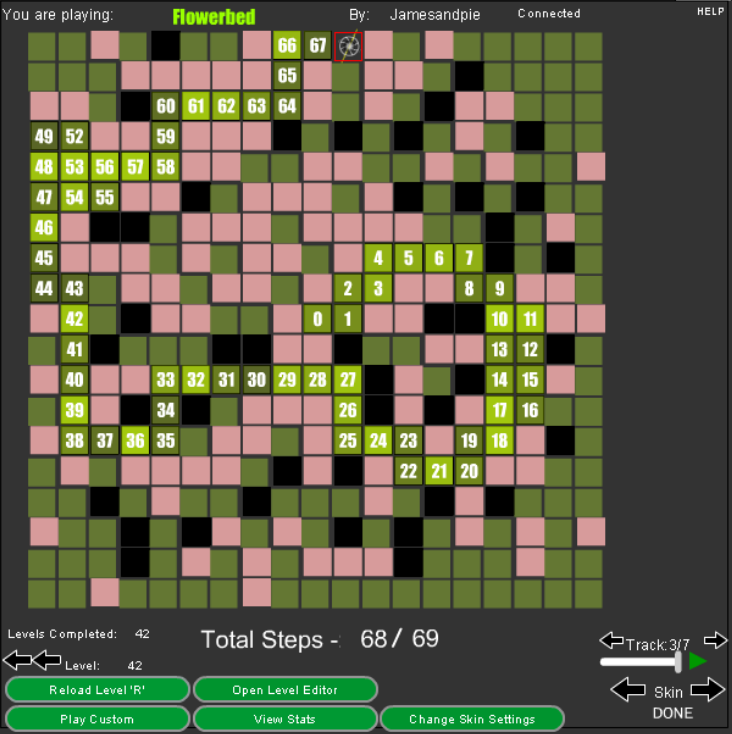 You are playing: Flowerbed By: Jamesandpie Connected HELP
66 67
65
60 61 62 63 64
49 52 59
48 53 56 57 58
47 54 55
46
45 4 5 6 7
44 43 2 3 8 9
42 0 1 10 11
41 13 12
40 33 32 31 30 29 28 27 14 15
39 34 26 17 16
38 37 36 35 25 24 23 19 18
22 21 20
Levels Completed: 42 Total Steps - 68 / 69 Track:3/7
Level: 42
Reload Level 'R' Open Level Editor Skin
Play Custom View Stats Change Skin Settings DONE